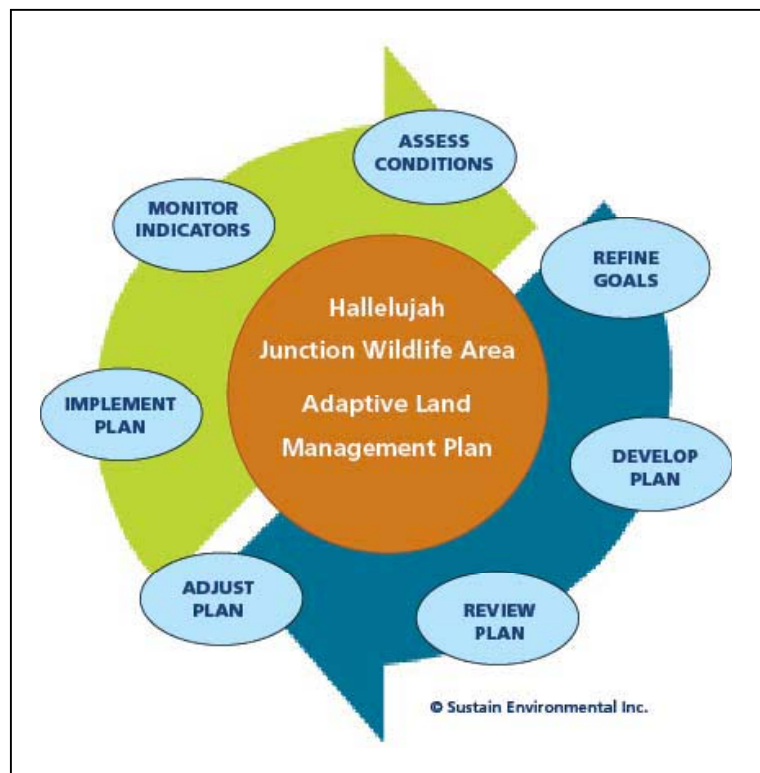 ASSESS
CONDITIONS
MONITOR
INDICATORS
REFINE
GOALS
Hallelujah
Junction Wildlife Area
Adaptive Land
Management Plan
IMPLEMENT
PLAN
DEVELOP
PLAN
ADJUST
PLAN
REVIEW
PLAN
© Sustain Environmental Inc.